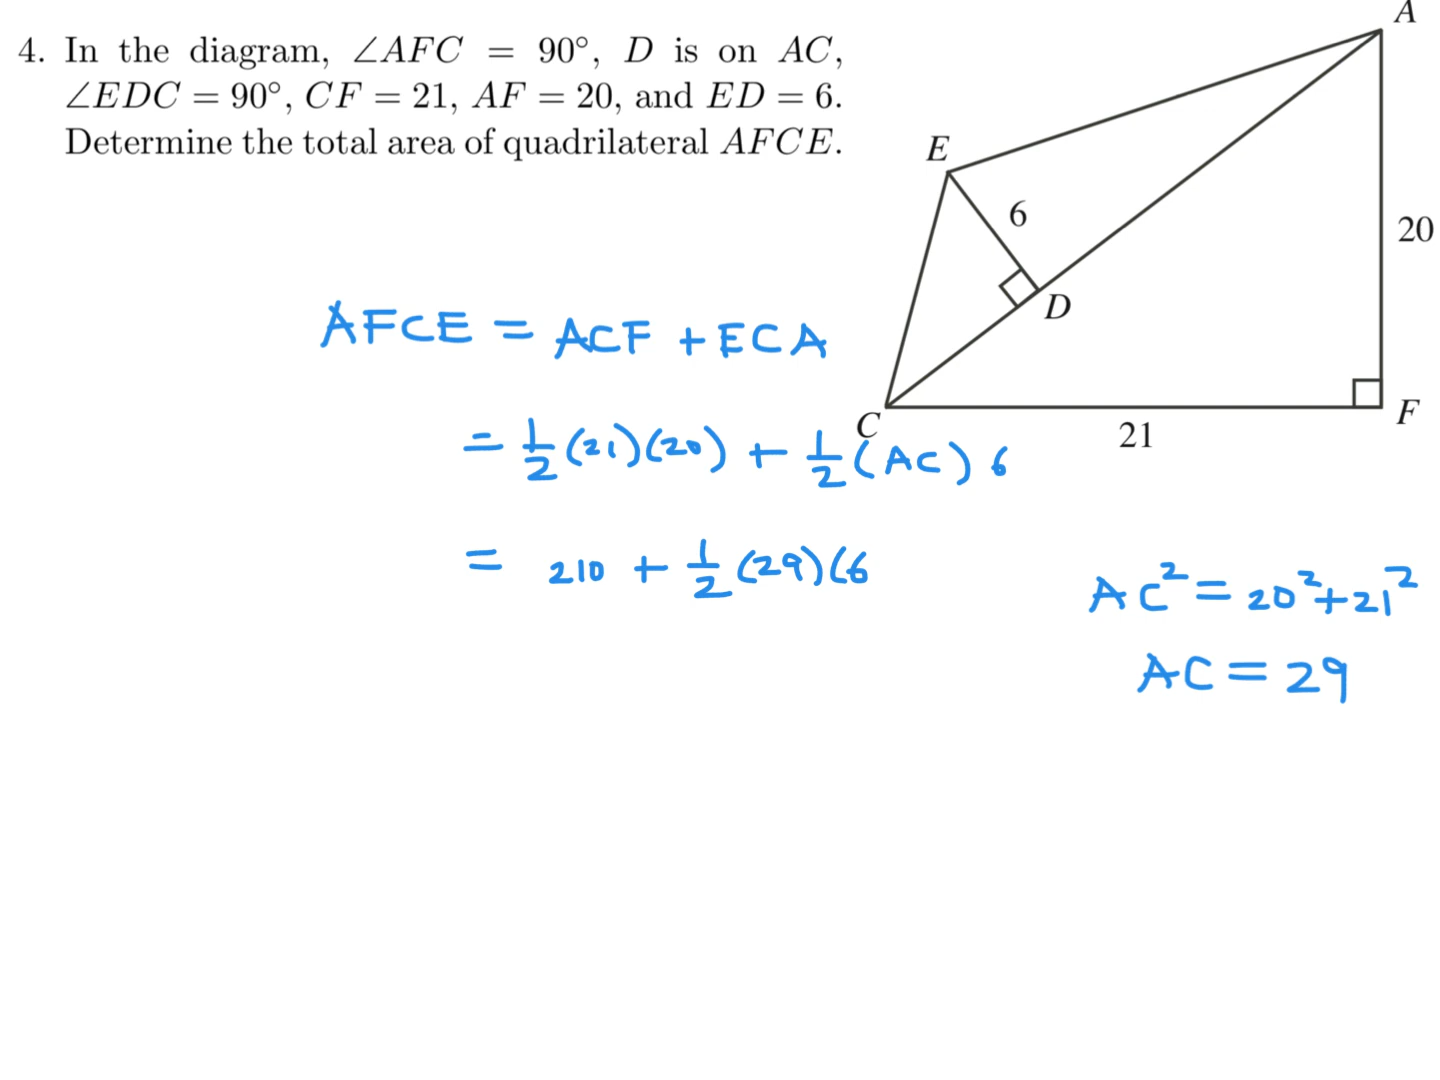 4. In the diagram, ∠AFC = 90°, D is on AC,
∠EDC = 90°, CF = 21, AF = 20, and ED = 6.
Determine the total area of quadrilateral AFCE.
A
E
6
20
D
C
F
21
AFCE = ACF + ECA
= 1/2 (21)(20) + 1/2 (AC) 6
= 210 + 1/2 (29)(6
AC² = 20² + 21²
AC = 29